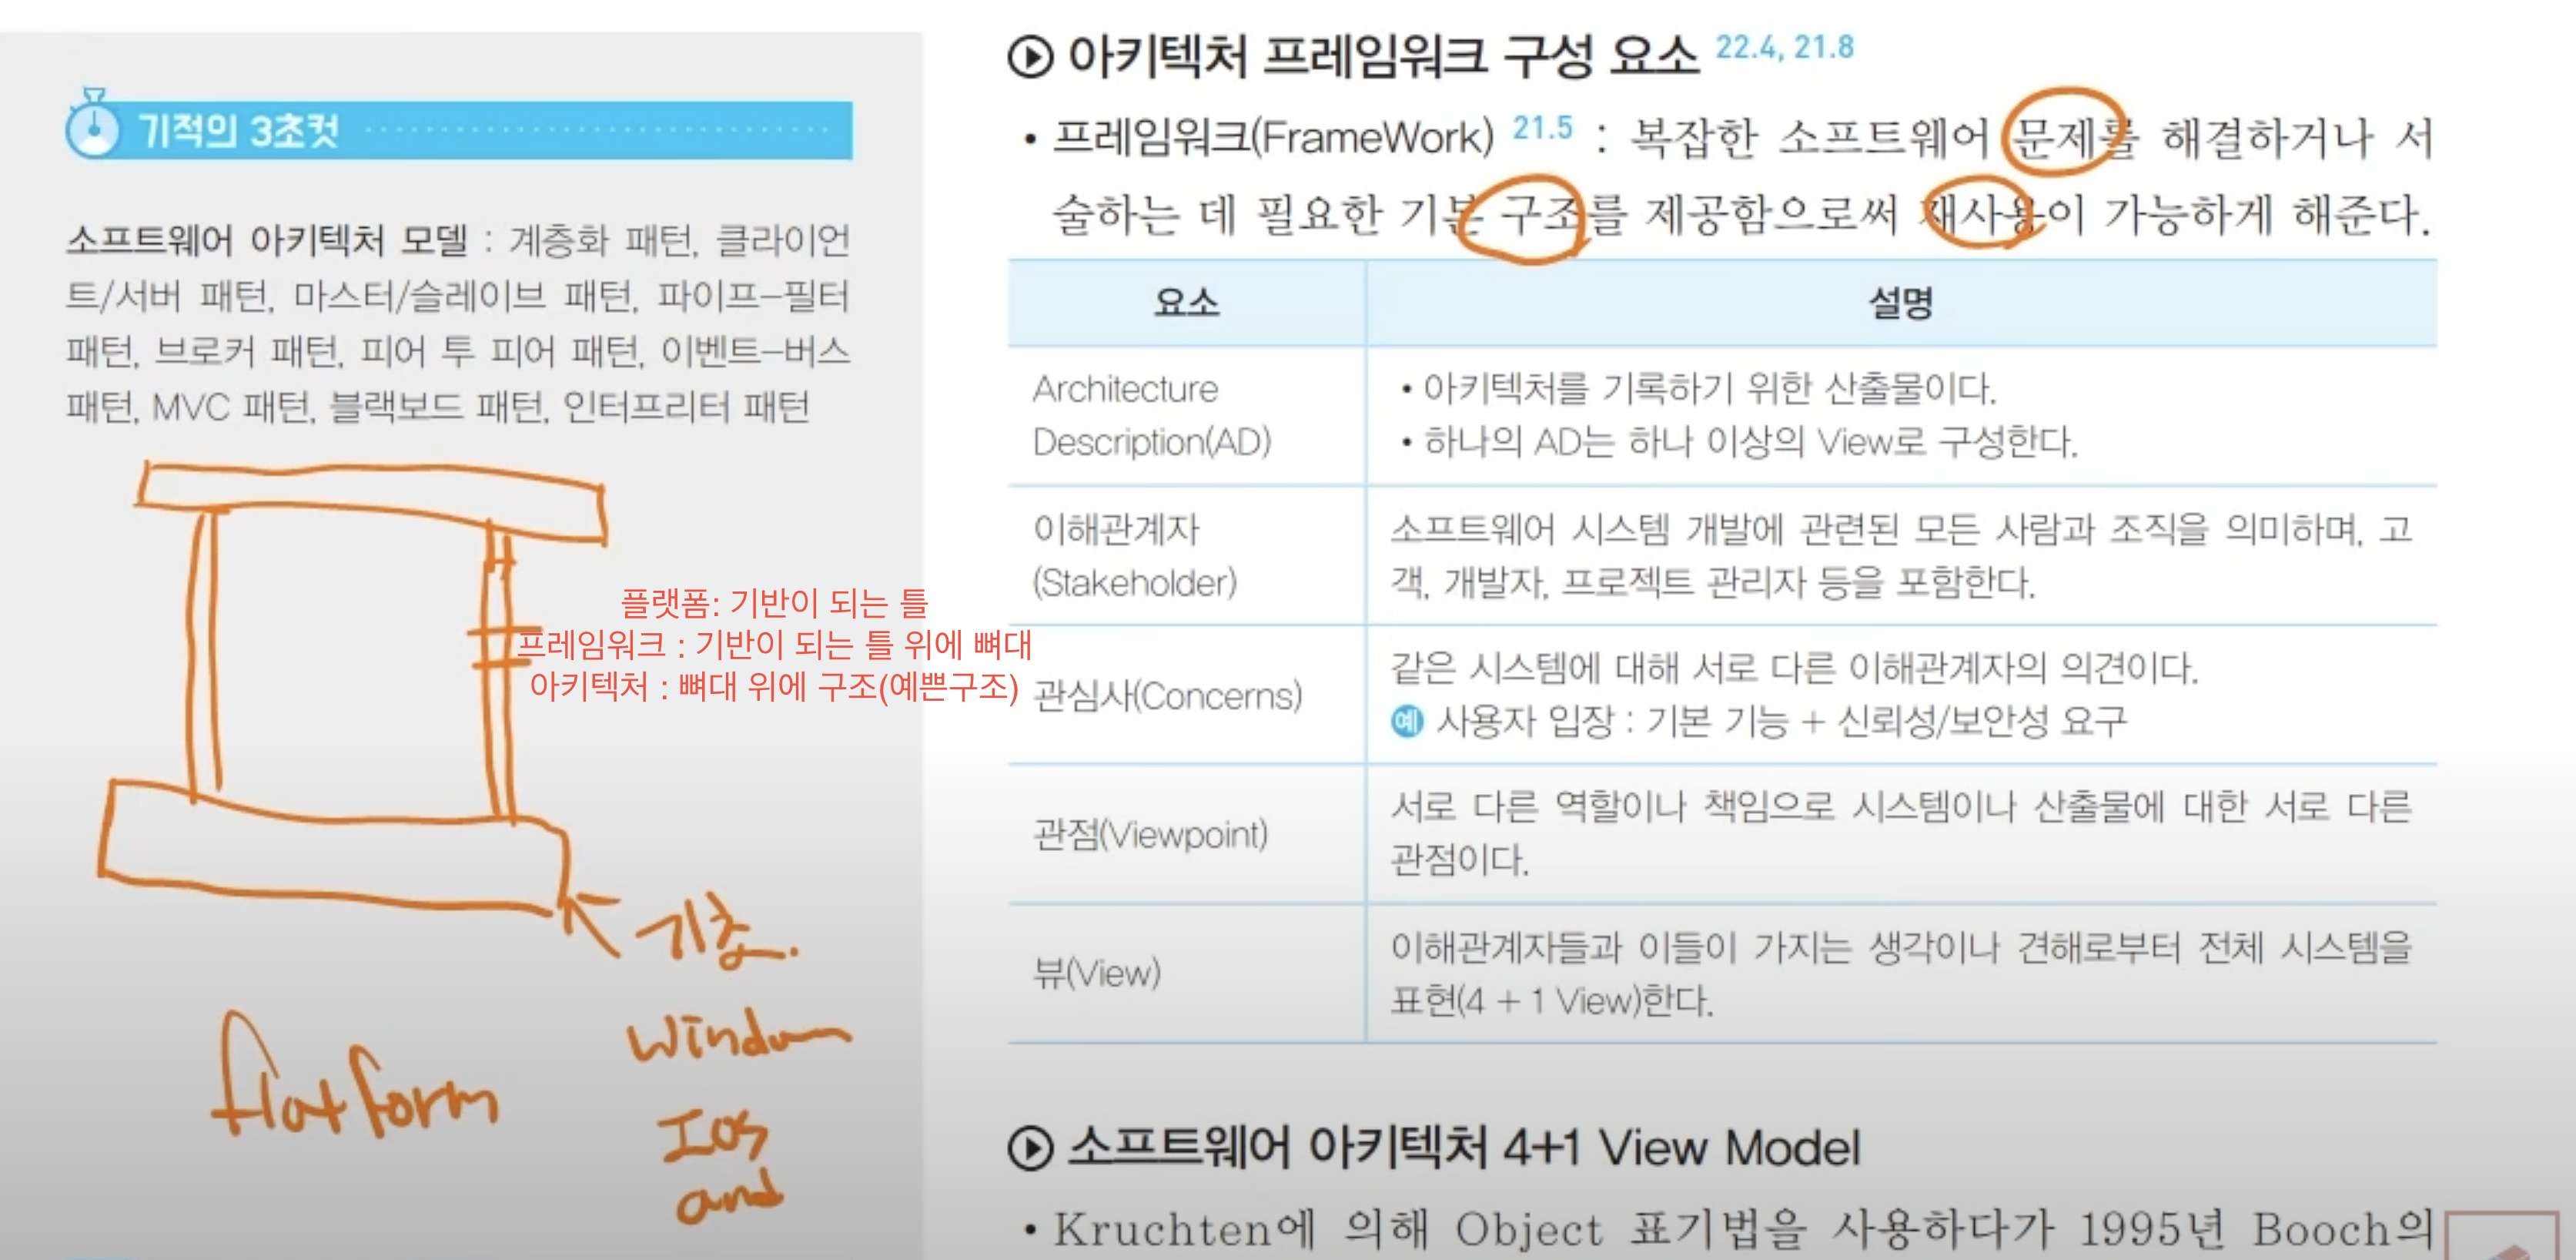 기적의 3초컷
소프트웨어 아키텍처 모델 : 계층화 패턴, 클라이언
트/서버 패턴, 마스터/슬레이브 패턴, 파이프–필터
패턴, 브로커 패턴, 피어 투 피어 패턴, 이벤트–버스
패턴, MVC 패턴, 블랙보드 패턴, 인터프리터 패턴
플랫폼: 기반이 되는 틀
프레임워크 : 기반이 되는 틀 위에 뼈대
아키텍처 : 뼈대 위에 구조(예쁜구조)
기초.
Window
flatform
IOS
and
아키텍처 프레임워크 구성 요소 22.4, 21.8
• 프레임워크(FrameWork) 21.5 : 복잡한 소프트웨어 문제를 해결하거나 서
술하는 데 필요한 기본 구조를 제공함으로써 재사용이 가능하게 해준다.
요소 설명
Architecture
Description(AD)
• 아키텍처를 기록하기 위한 산출물이다.
• 하나의 AD는 하나 이상의 View로 구성한다.
이해관계자
(Stakeholder)
소프트웨어 시스템 개발에 관련된 모든 사람과 조직을 의미하며, 고
객, 개발자, 프로젝트 관리자 등을 포함한다.
관심사(Concerns)
같은 시스템에 대해 서로 다른 이해관계자의 의견이다.
예 사용자 입장 : 기본 기능 + 신뢰성/보안성 요구
관점(Viewpoint)
서로 다른 역할이나 책임으로 시스템이나 산출물에 대한 서로 다른
관점이다.
뷰(View)
이해관계자들과 이들이 가지는 생각이나 견해로부터 전체 시스템을
표현(4 + 1 View)한다.
소프트웨어 아키텍처 4+1 View Model
• Kruchten에 의해 Object 표기법을 사용하다가 1995년 Booch의